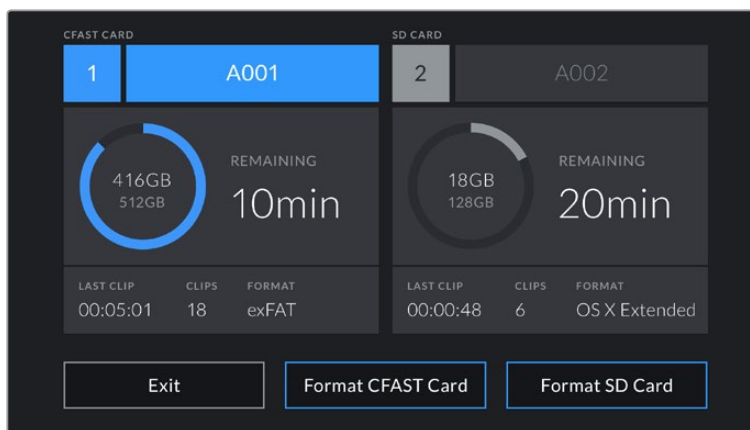 CFAST CARD
1 A001
416GB
512GB
REMAINING
10min
LAST CLIP CLIPS FORMAT
00:05:01 18 exFAT
SD CARD
2 A002
18GB
128GB
REMAINING
20min
LAST CLIP CLIPS FORMAT
00:00:48 6 OS X Extended
Exit Format CFAST Card Format SD Card